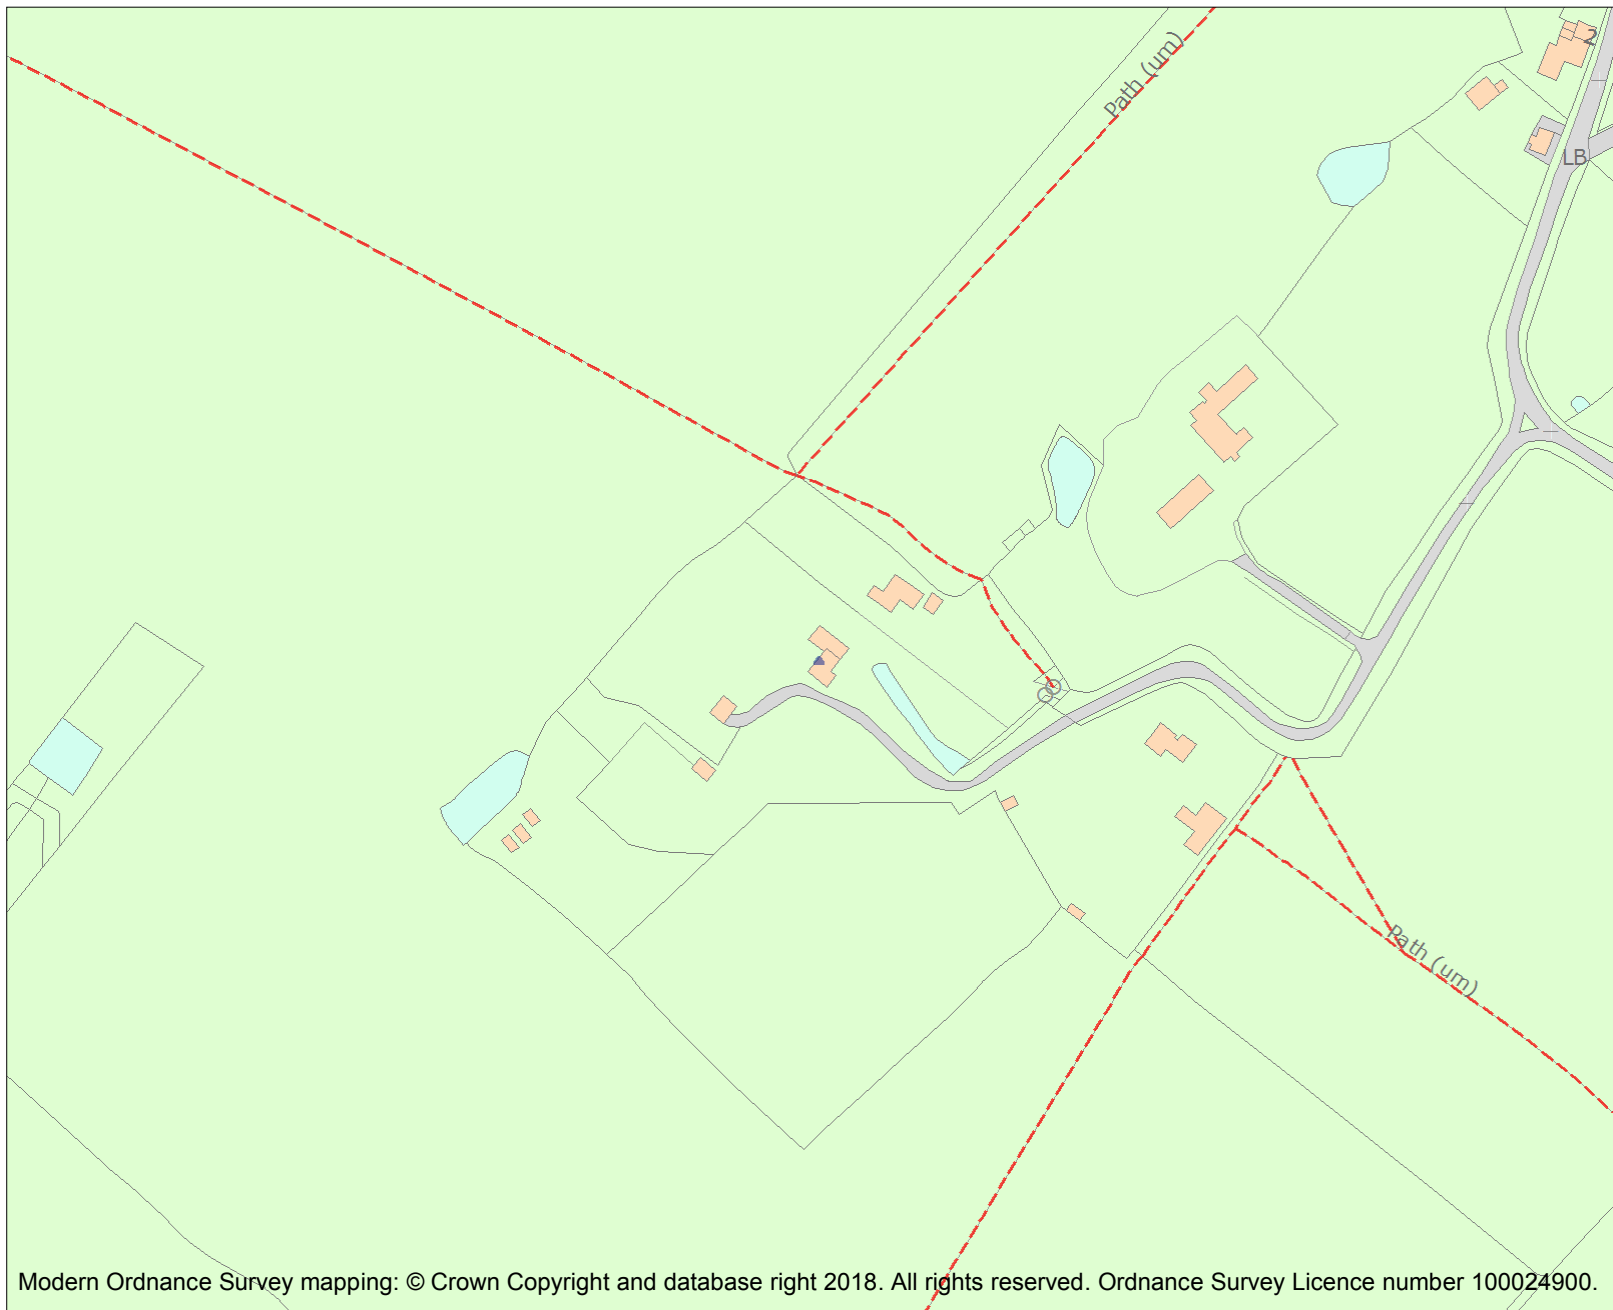 Path (um)
2
LB
Path (um)
Modern Ordnance Survey mapping: © Crown Copyright and database right 2018. All rights reserved. Ordnance Survey Licence number 100024900.